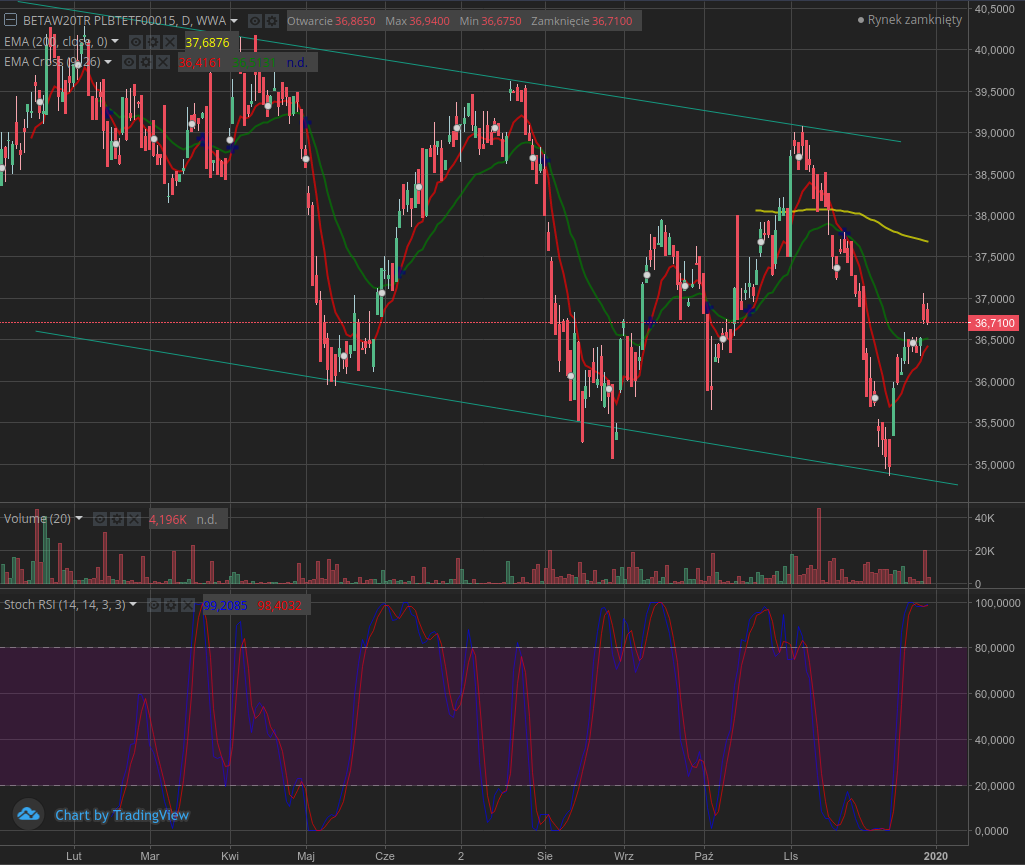 BETAW20TR PLBTETF00015, D, WWA
Otwarcie 36,8650 Max 36,9400 Min 36,6750 Zamknięcie 36,7100
Rynek zamknięty
EMA (200, close, 0)
37,6876
EMA Cross (9, 26)
36,4161
n.d.
40,5000
40,0000
39,5000
39,0000
38,5000
38,0000
37,5000
37,0000
36,7100
36,5000
36,0000
35,5000
35,0000
Volume (20)
4,196K n.d.
40K
20K
0
Stoch RSI (14, 14, 3, 3)
99,2085 98,4032
100,0000
80,0000
60,0000
40,0000
20,0000
0,0000
Chart by TradingView
Lut Mar Kwi Maj Cze 2 Sie Wrz Paź Lis 2020